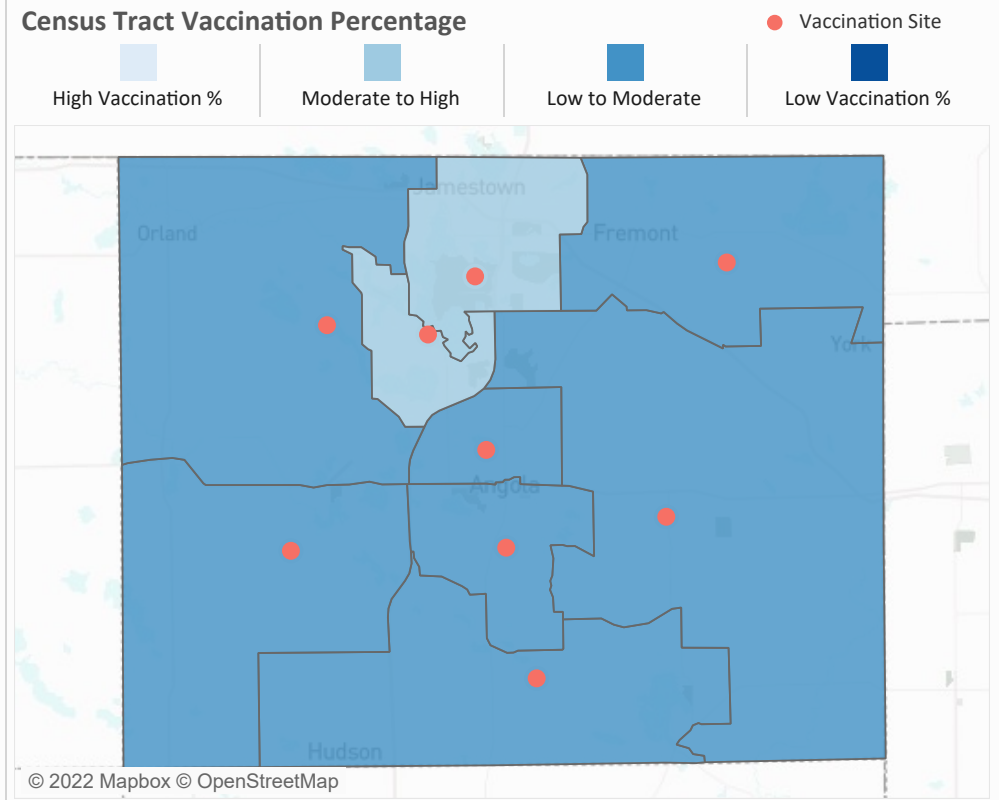 Census Tract Vaccination Percentage
Vaccination Site
High Vaccination %
Moderate to High
Low to Moderate
Low Vaccination %
Jamestown
Orland
Fremont
York
Angola
Hudson
© 2022 Mapbox © OpenStreetMap